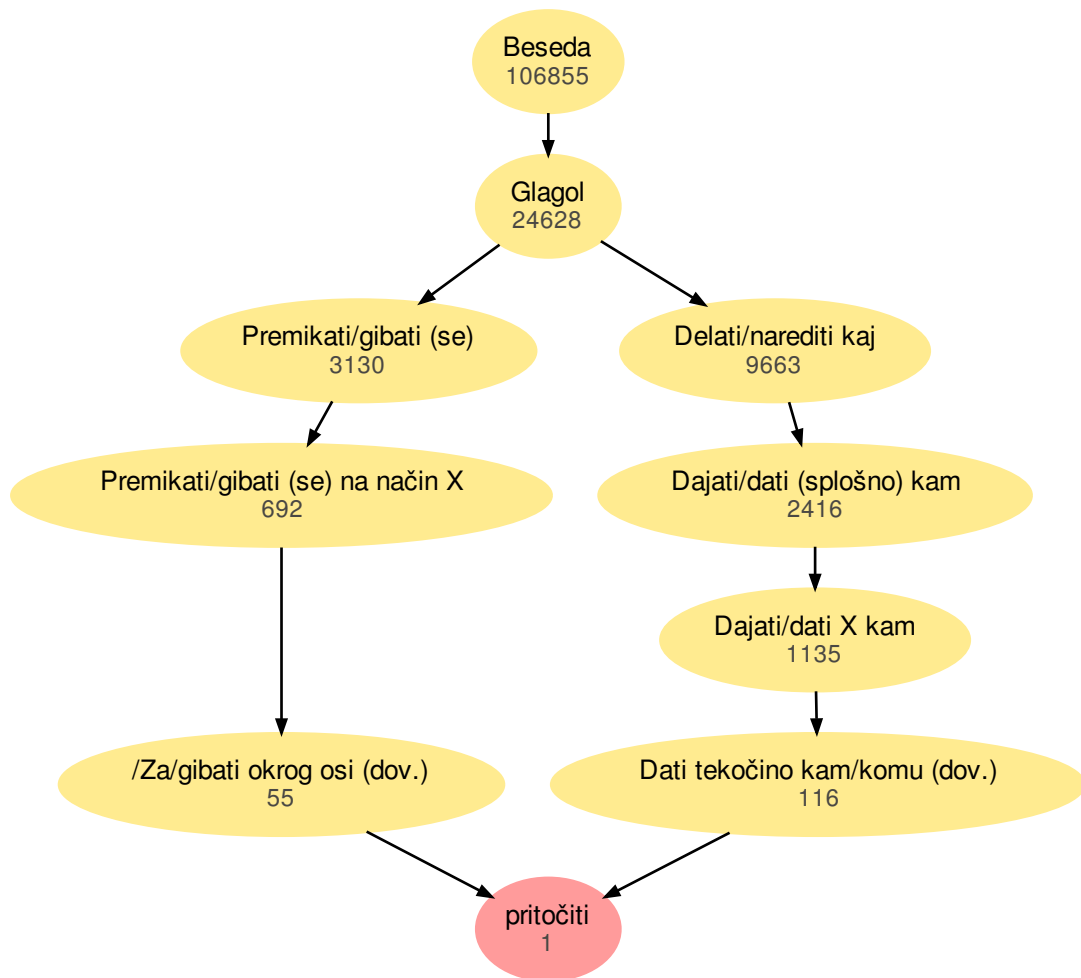 Beseda
106855
Glagol
24628
Premikati/gibati (se)
3130
Delati/narediti kaj
9663
Premikati/gibati (se) na način X
692
Dajati/dati (splošno) kam
2416
Dajati/dati X kam
1135
/Za/gibati okrog osi (dov.)
55
Dati tekočino kam/komu (dov.)
116
pritočiti
1